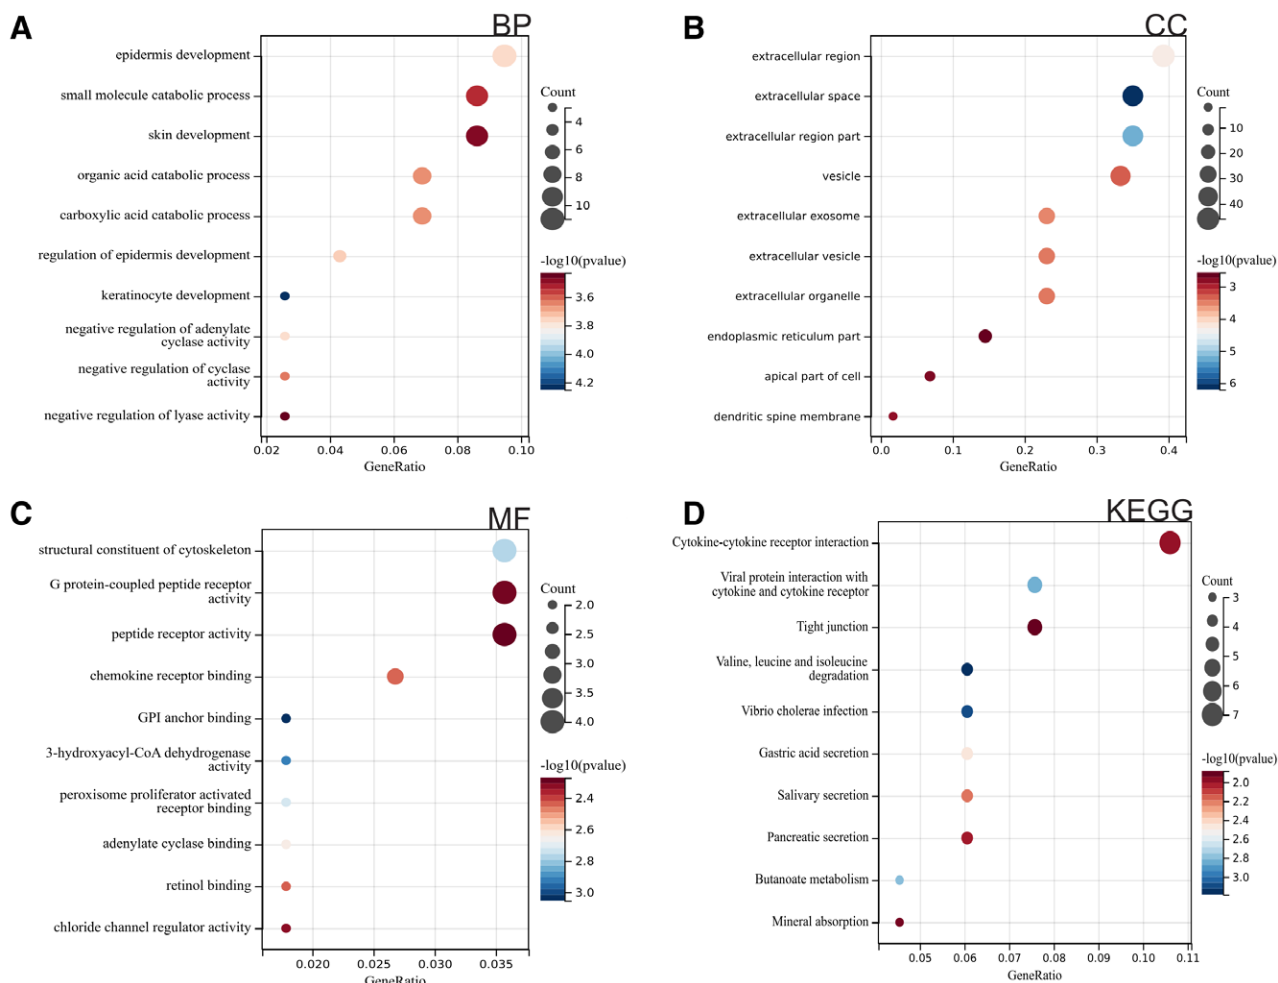 A
BP
epidermis development
small molecule catabolic process
skin development
organic acid catabolic process
carboxylic acid catabolic process
regulation of epidermis development
keratinocyte development
negative regulation of adenylate
cyclase activity
negative regulation of cyclase
activity
negative regulation of lyase activity
0.02 0.04 0.06 0.08 0.10
GeneRatio
Count
4
6
8
10
-log10(pvalue)
3.6
3.8
4.0
4.2
B
CC
extracellular region
extracellular space
extracellular region part
vesicle
extracellular exosome
extracellular vesicle
extracellular organelle
endoplasmic reticulum part
apical part of cell
dendritic spine membrane
0.0 0.1 0.2 0.3 0.4
GeneRatio
Count
10
20
30
40
-log10(pvalue)
3
4
5
6
C
MF
structural constituent of cytoskeleton
G protein-coupled peptide receptor
activity
peptide receptor activity
chemokine receptor binding
GPI anchor binding
3-hydroxyacyl-CoA dehydrogenase
activity
peroxisome proliferator activated
receptor binding
adenylate cyclase binding
retinol binding
chloride channel regulator activity
0.020 0.025 0.030 0.035
GeneRatio
Count
2.0
2.5
3.0
3.5
4.0
-log10(pvalue)
2.4
2.6
2.8
3.0
D
KEGG
Cytokine-cytokine receptor interaction
Viral protein interaction with
cytokine and cytokine receptor
Tight junction
Valine, leucine and isoleucine
degradation
Vibrio cholerae infection
Gastric acid secretion
Salivary secretion
Pancreatic secretion
Butanoate metabolism
Mineral absorption
0.05 0.06 0.07 0.08 0.09 0.10 0.11
GeneRatio
Count
3
4
5
6
7
-log10(pvalue)
2.0
2.2
2.4
2.6
2.8
3.0